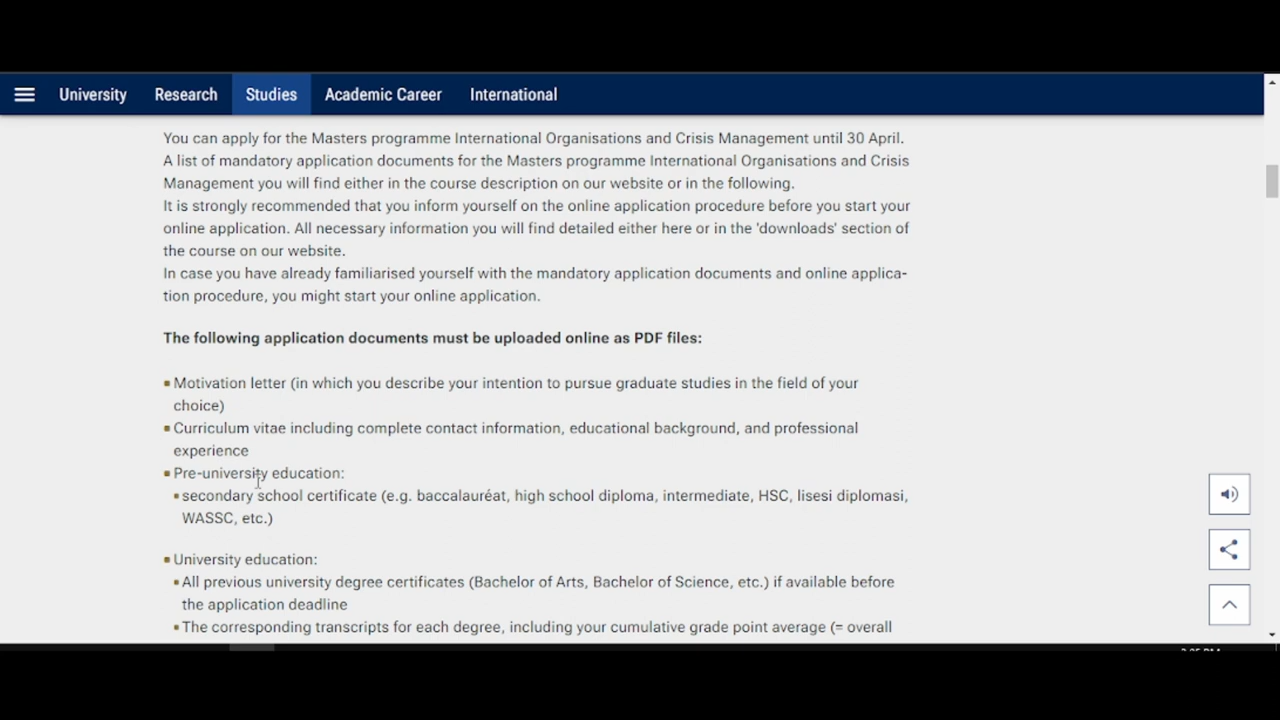 University Research Studies Academic Career International
You can apply for the Masters programme International Organisations and Crisis Management until 30 April.
A list of mandatory application documents for the Masters programme International Organisations and Crisis
Management you will find either in the course description on our website or in the following.
It is strongly recommended that you inform yourself on the online application procedure before you start your
online application. All necessary information you will find detailed either here or in the 'downloads' section of
the course on our website.
In case you have already familiarised yourself with the mandatory application documents and online applica-
tion procedure, you might start your online application.
The following application documents must be uploaded online as PDF files:
Motivation letter (in which you describe your intention to pursue graduate studies in the field of your
choice)
Curriculum vitae including complete contact information, educational background, and professional
experience
Pre-university education:
secondary school certificate (e.g. baccalauréat, high school diploma, intermediate, HSC, lisesi diplomasi,
WASSC, etc.)
University education:
All previous university degree certificates (Bachelor of Arts, Bachelor of Science, etc.) if available before
the application deadline
The corresponding transcripts for each degree, including your cumulative grade point average (= overall